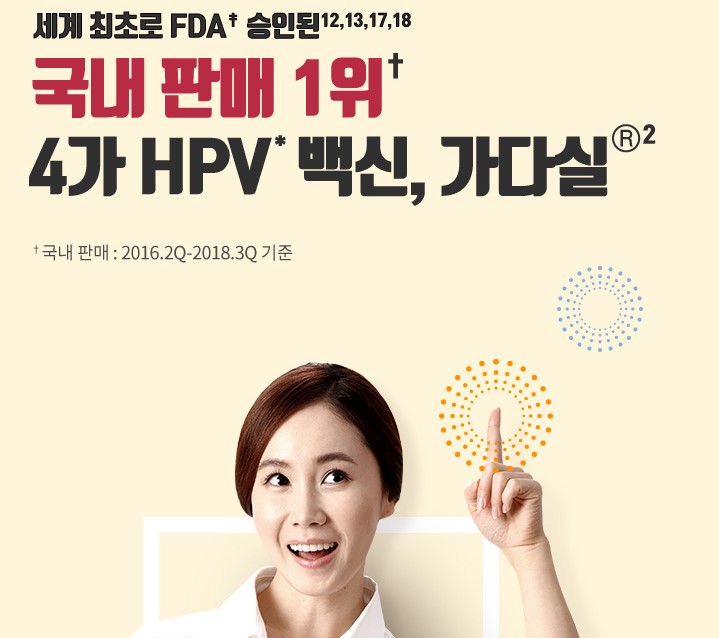 세계 최초로 FDA‡ 승인된12,13,17,18
국내 판매 1위†
4가 HPV* 백신, 가다실®2
† 국내 판매 : 2016.2Q-2018.3Q 기준